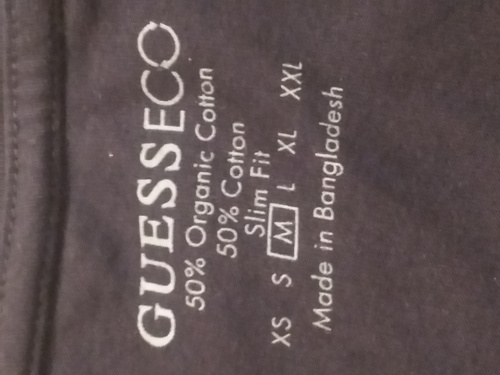 GUESSECO
50% Organic Cotton
50% Cotton
Slim Fit
XS S M L XL XXL
Made in Bangladesh